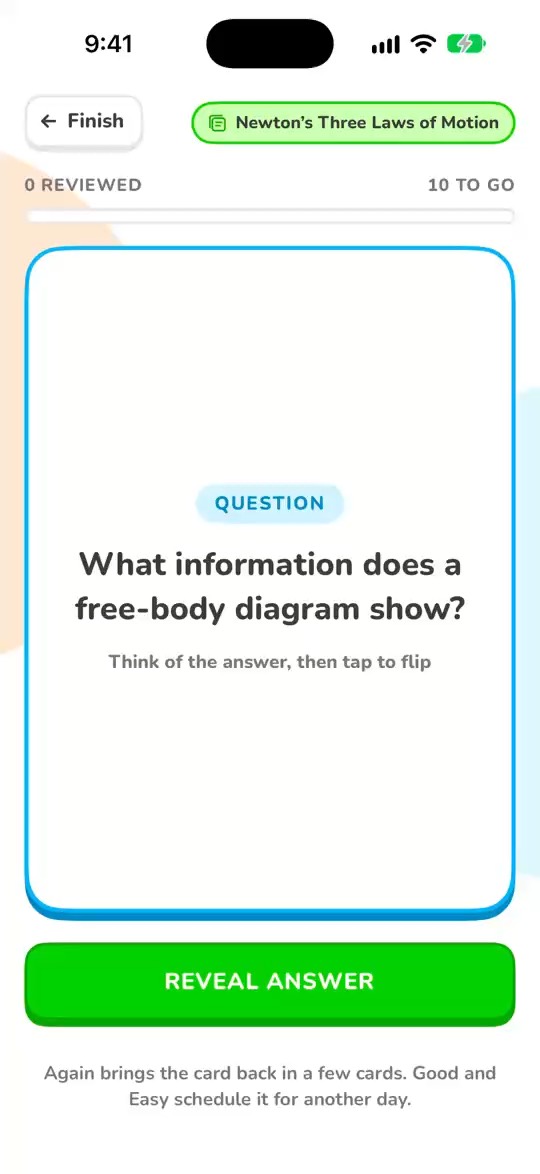 9:41
Finish
Newton's Three Laws of Motion
0 REVIEWED
10 TO GO
QUESTION
What information does a
free-body diagram show?
Think of the answer, then tap to flip
REVEAL ANSWER
Again brings the card back in a few cards. Good and
Easy schedule it for another day.